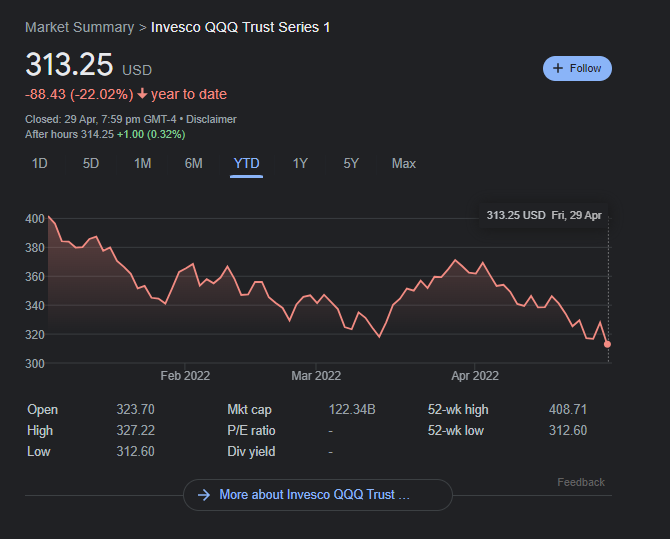 Market Summary > Invesco QQQ Trust Series 1
313.25 USD
+ Follow
-88.43 (-22.02%) ↓ year to date
Closed: 29 Apr, 7:59 pm GMT-4 • Disclaimer
After hours 314.25 +1.00 (0.32%)
1D 5D 1M 6M YTD 1Y 5Y Max
313.25 USD Fri, 29 Apr
400
380
360
340
320
300
Feb 2022 Mar 2022 Apr 2022
Open 323.70 Mkt cap 122.34B 52-wk high 408.71
High 327.22 P/E ratio - 52-wk low 312.60
Low 312.60 Div yield -
Feedback
→ More about Invesco QQQ Trust ...